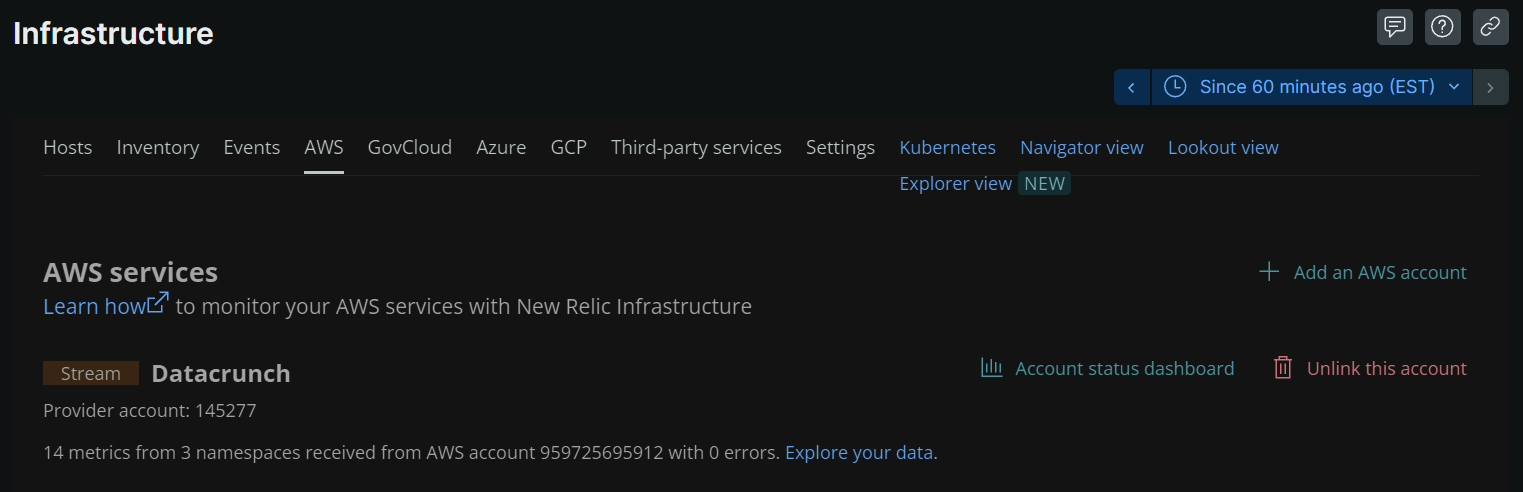 Infrastructure
Since 60 minutes ago (EST)
Hosts Inventory Events AWS GovCloud Azure GCP Third-party services Settings Kubernetes Navigator view Lookout view
Explorer view NEW
AWS services
Add an AWS account
Learn how to monitor your AWS services with New Relic Infrastructure
Stream Datacrunch
Account status dashboard Unlink this account
Provider account: 145277
14 metrics from 3 namespaces received from AWS account 959725695912 with 0 errors. Explore your data.